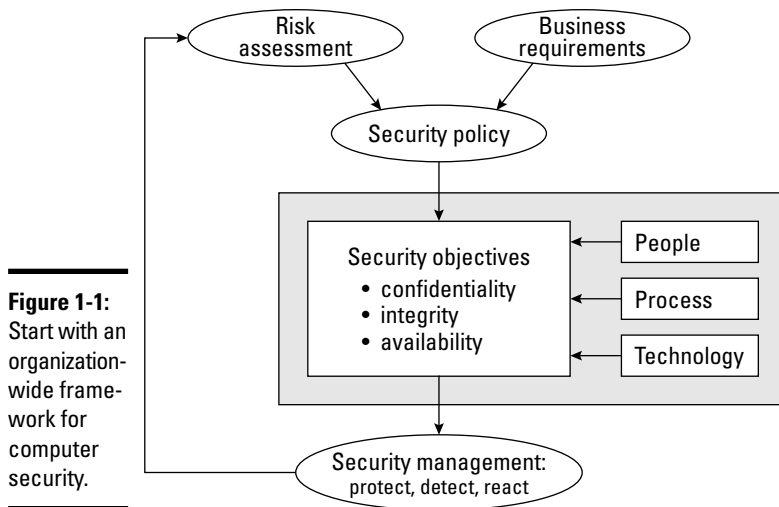 Risk
assessment
Business
requirements
Security policy
Security objectives
• confidentiality
• integrity
• availability
People
Process
Technology
Security management:
protect, detect, react
Figure 1-1:
Start with an
organization-
wide frame-
work for
computer
security.